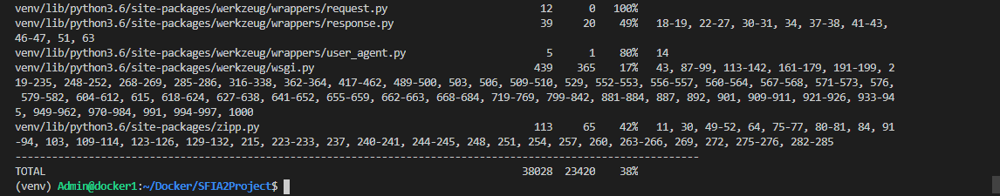 venv/lib/python3.6/site-packages/werkzeug/wrappers/request.py 12 0 100%
venv/lib/python3.6/site-packages/werkzeug/wrappers/response.py 39 20 49% 18-19, 22-27, 30-31, 34, 37-38, 41-43,
46-47, 51, 63
venv/lib/python3.6/site-packages/werkzeug/wrappers/user_agent.py 5 1 80% 14
venv/lib/python3.6/site-packages/werkzeug/wsgi.py 439 365 17% 43, 87-99, 113-142, 161-179, 191-199, 2
19-235, 248-252, 268-269, 285-286, 316-338, 362-364, 417-462, 489-500, 503, 506, 509-510, 529, 552-553, 556-557, 560-564, 567-568, 571-573, 576,
579-582, 604-612, 615, 618-624, 627-638, 641-652, 655-659, 662-663, 668-684, 719-769, 799-842, 881-884, 887, 892, 901, 909-911, 921-926, 933-94
5, 949-962, 970-984, 991, 994-997, 1000
venv/lib/python3.6/site-packages/zipp.py 113 65 42% 11, 30, 49-52, 64, 75-77, 80-81, 84, 91
-94, 103, 109-114, 123-126, 129-132, 215, 223-233, 237, 240-241, 244-245, 248, 251, 254, 257, 260, 263-266, 269, 272, 275-276, 282-285
----------------------------------------------------------------------------------------------------------------
TOTAL 38028 23420 38%
(venv) Admin@docker1:~/Docker/SFIA2Project$